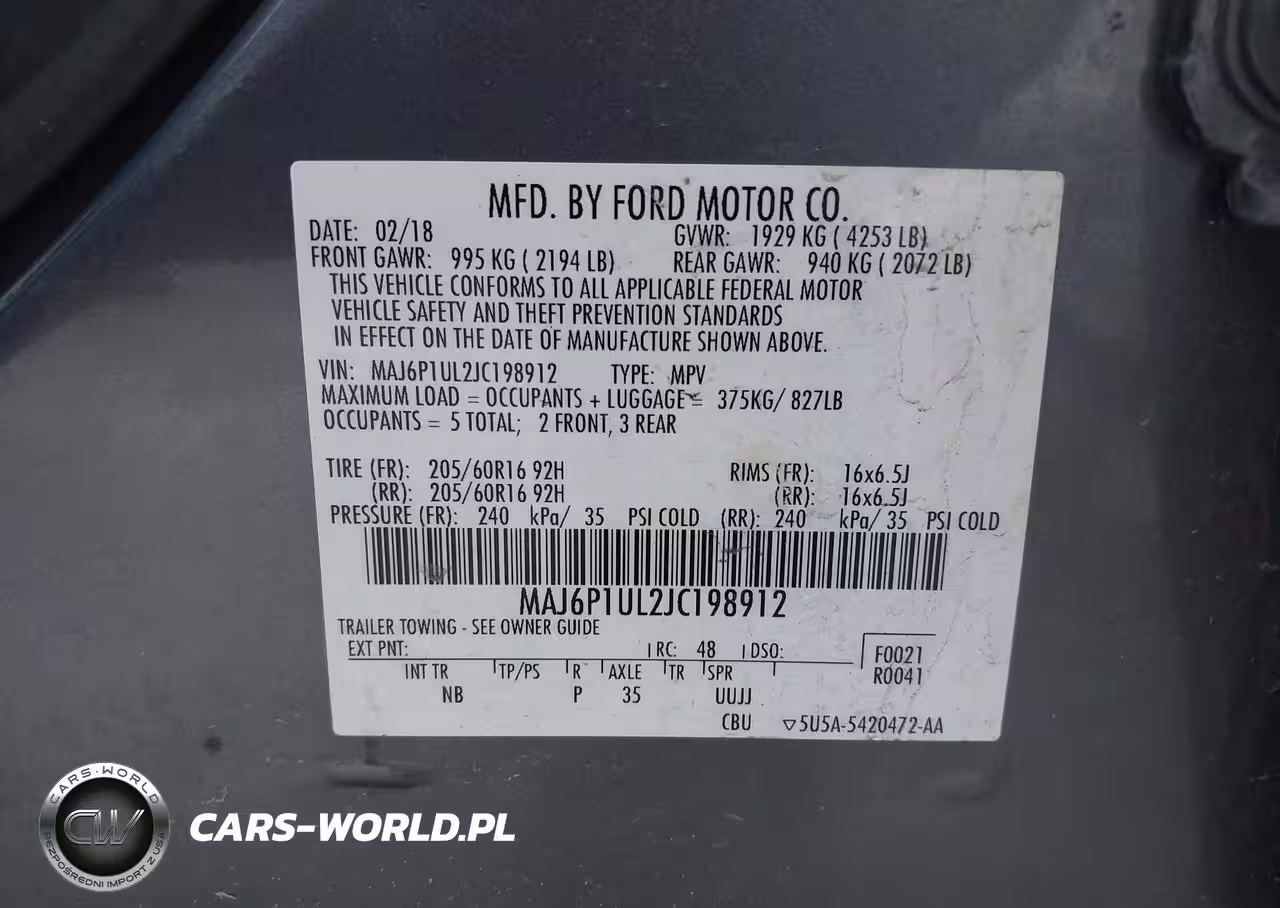 MFD. BY FORD MOTOR CO.
DATE: 02/18 GVWR: 1929 KG ( 4253 LB)
FRONT GAWR: 995 KG ( 2194 LB) REAR GAWR: 940 KG ( 2072 LB)
THIS VEHICLE CONFORMS TO ALL APPLICABLE FEDERAL MOTOR
VEHICLE SAFETY AND THEFT PREVENTION STANDARDS
IN EFFECT ON THE DATE OF MANUFACTURE SHOWN ABOVE.
VIN: MAJ6P1UL2JC198912 TYPE: MPV
MAXIMUM LOAD = OCCUPANTS + LUGGAGE = 375KG/ 827LB
OCCUPANTS = 5 TOTAL; 2 FRONT, 3 REAR
TIRE (FR): 205/60R16 92H RIMS (FR): 16x6.5J
(RR): 205/60R16 92H (RR): 16x6.5J
PRESSURE (FR): 240 kPa/ 35 PSI COLD (RR): 240 kPa/ 35 PSI COLD
MAJ6P1UL2JC198912
TRAILER TOWING - SEE OWNER GUIDE
EXT PNT: RC: 48 DSO: F0021
R0041
INT TR TP/PS R AXLE TR SPR
NB P 35 UUJJ
CBU ▽5U5A-5420472-AA
CARS-WORLD
CW
BEZPOŚREDNI IMPORT Z USA
CARS-WORLD.PL